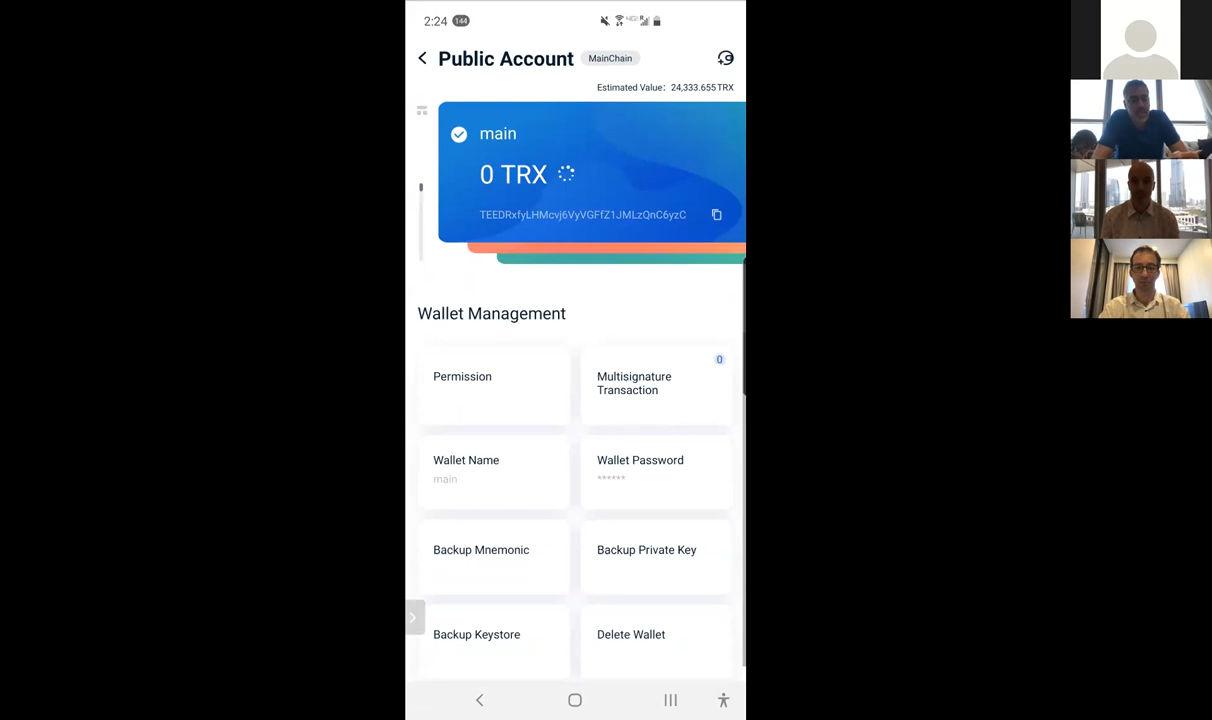 2:24 144
Public Account MainChain
Estimated Value: 24,333.655 TRX
main
0 TRX
TEEDRxfyLHMcvj6VyVGFfZ1JMLzQnC6yzC
Wallet Management
0
Permission
Multisignature
Transaction
Wallet Name
main
Wallet Password
******
Backup Mnemonic
Backup Private Key
Backup Keystore
Delete Wallet